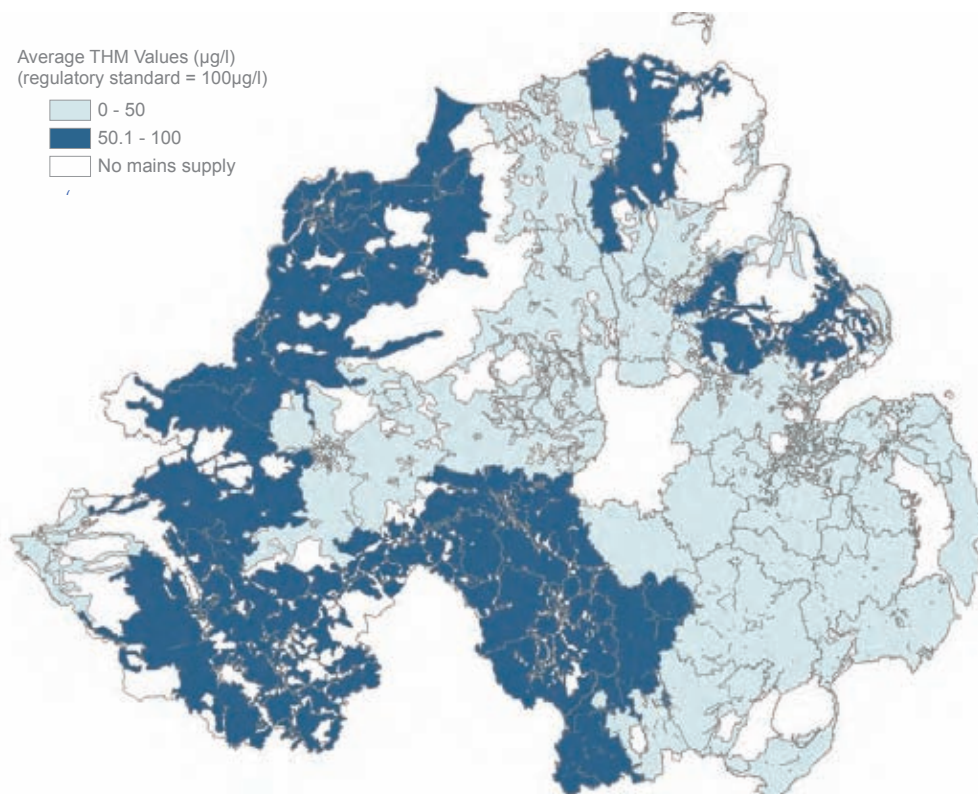 Average THM Values (µg/l)
(regulatory standard = 100µg/l)
0 - 50
50.1 - 100
No mains supply